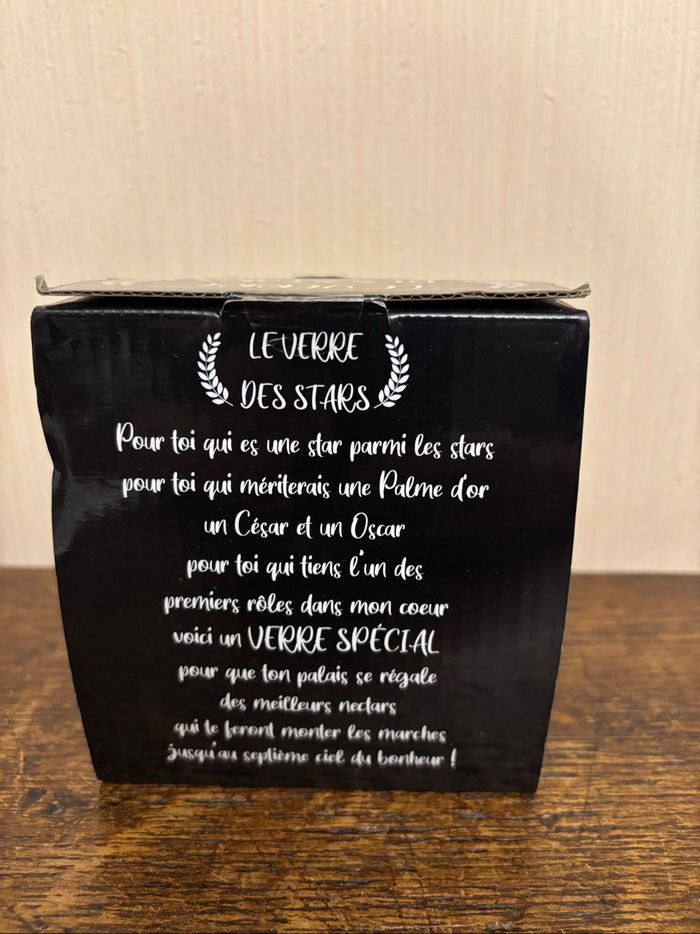 LE VERRE
DES STARS
Pour toi qui es une star parmi les stars
pour toi qui mériterais une Palme d'or
un César et un Oscar
pour toi qui tiens l'un des
premiers rôles dans mon coeur
voici un VERRE SPÉCIAL
pour que ton palais se régale
des meilleurs nectars
qui te feront monter les marches
jusqu'au septième ciel du bonheur !